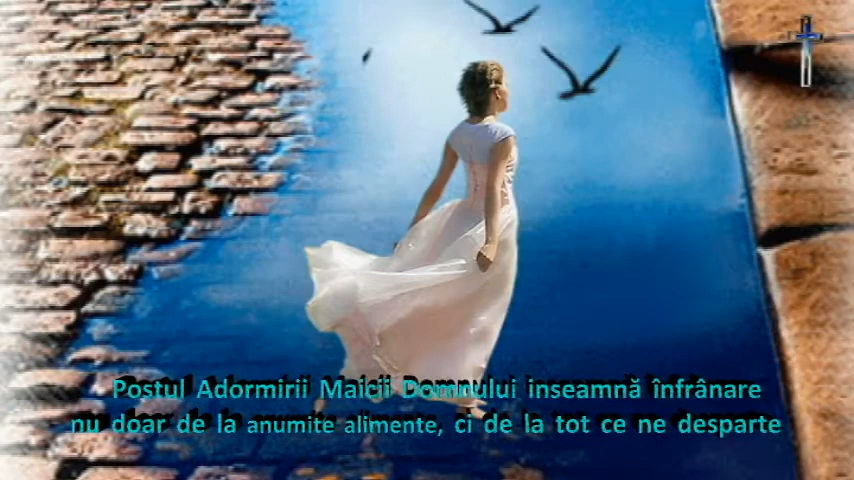 Postul Adormirii Maicii Domnului inseamnă înfrânare
nu doar de la anumite alimente, ci de la tot ce ne desparte